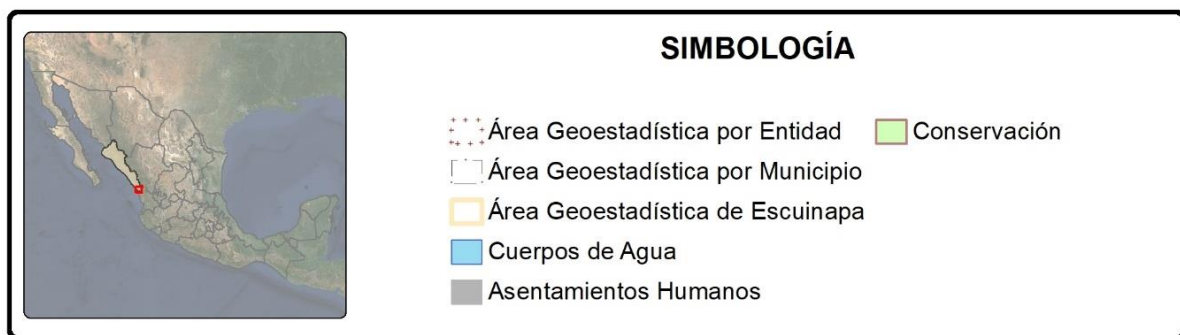 SIMBOLOGÍA
Área Geoestadística por Entidad
Conservación
Área Geoestadística por Municipio
Área Geoestadística de Escuinapa
Cuerpos de Agua
Asentamientos Humanos